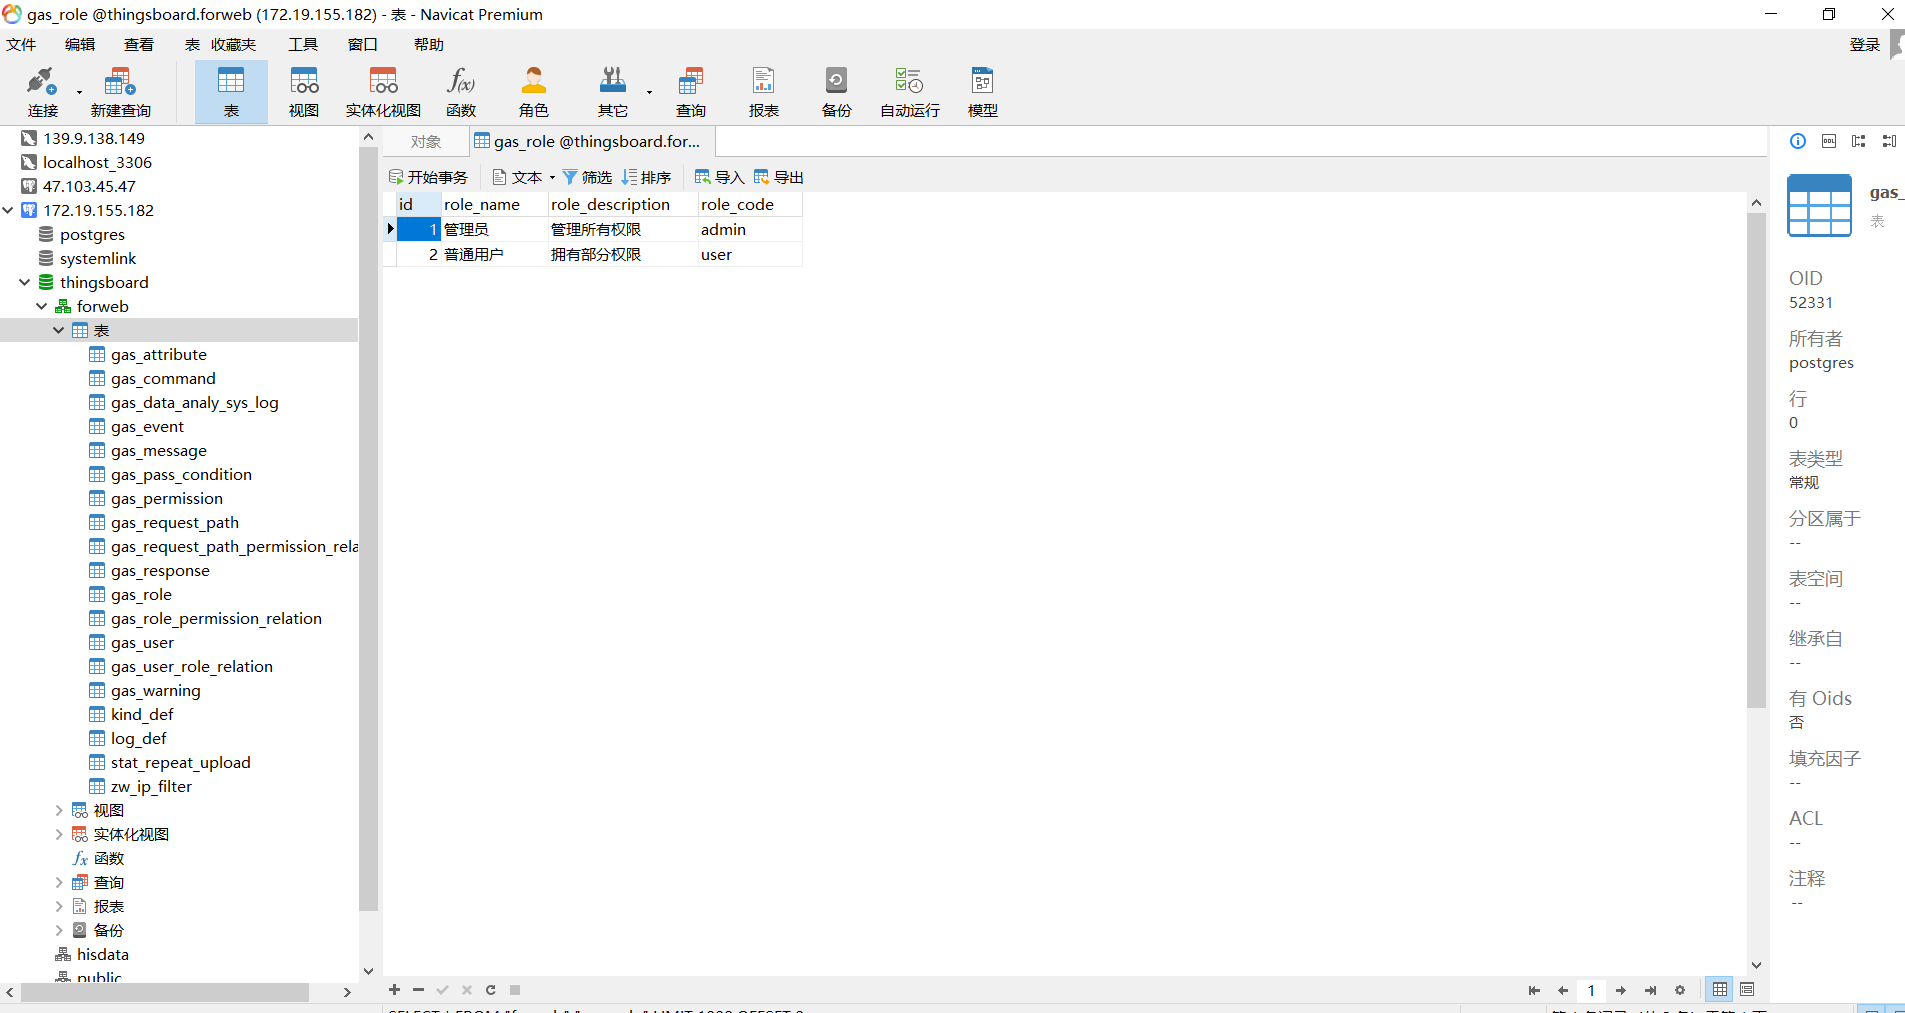 gas_role @thingsboard.forweb (172.19.155.182) - 表 - Navicat Premium
文件 编辑 查看 表 收藏夹 工具 窗口 帮助 登录
连接 新建查询 表 视图 实体化视图 函数 角色 其它 查询 报表 备份 自动运行 模型
139.9.138.149
localhost_3306
47.103.45.47
172.19.155.182
postgres
systemlink
thingsboard
forweb
表
gas_attribute
gas_command
gas_data_analy_sys_log
gas_event
gas_message
gas_pass_condition
gas_permission
gas_request_path
gas_request_path_permission_rela
gas_response
gas_role
gas_role_permission_relation
gas_user
gas_user_role_relation
gas_warning
kind_def
log_def
stat_repeat_upload
zw_ip_filter
视图
实体化视图
函数
查询
报表
备份
hisdata
public
对象 gas_role @thingsboard.for...
开始事务 文本 筛选 排序 导入 导出
id role_name role_description role_code
1 管理员 管理所有权限 admin
2 普通用户 拥有部分权限 user
1
gas_
表
OID
52331
所有者
postgres
行
0
表类型
常规
分区属于
--
表空间
--
继承自
--
有 Oids
否
填充因子
--
ACL
--
注释
--